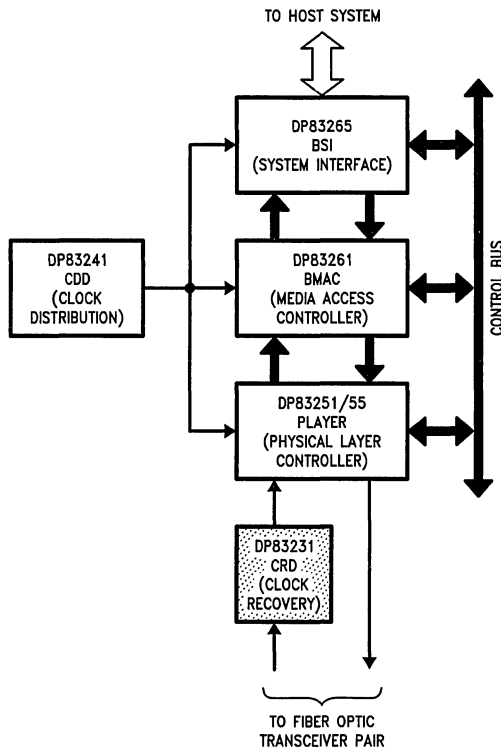 TO HOST SYSTEM
DP83265
BSI
(SYSTEM INTERFACE)
DP83241
CDD
(CLOCK
DISTRIBUTION)
DP83261
BMAC
(MEDIA ACCESS
CONTROLLER)
CONTROL BUS
DP83251/55
PLAYER
(PHYSICAL LAYER
CONTROLLER)
DP83231
CRD
(CLOCK
RECOVERY)
TO FIBER OPTIC
TRANSCEIVER PAIR